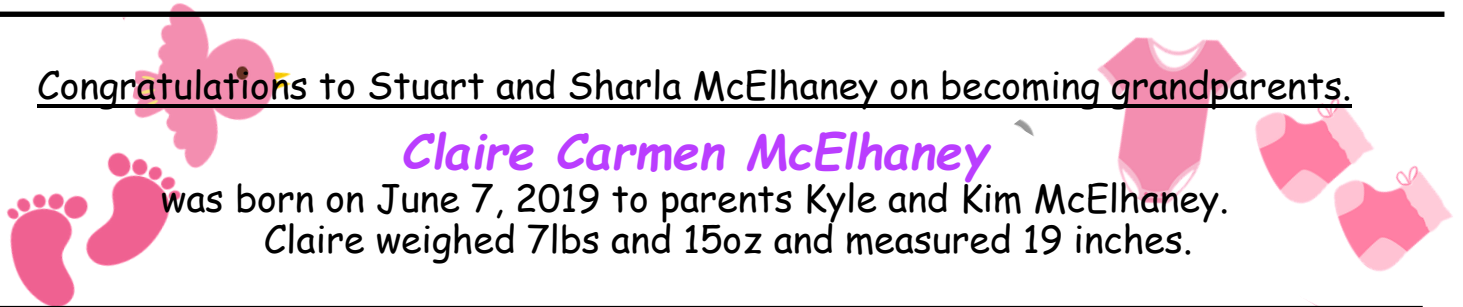 Congratulations to Stuart and Sharla McElhaney on becoming grandparents.
Claire Carmen McElhaney
was born on June 7, 2019 to parents Kyle and Kim McElhaney.
Claire weighed 7lbs and 15oz and measured 19 inches.